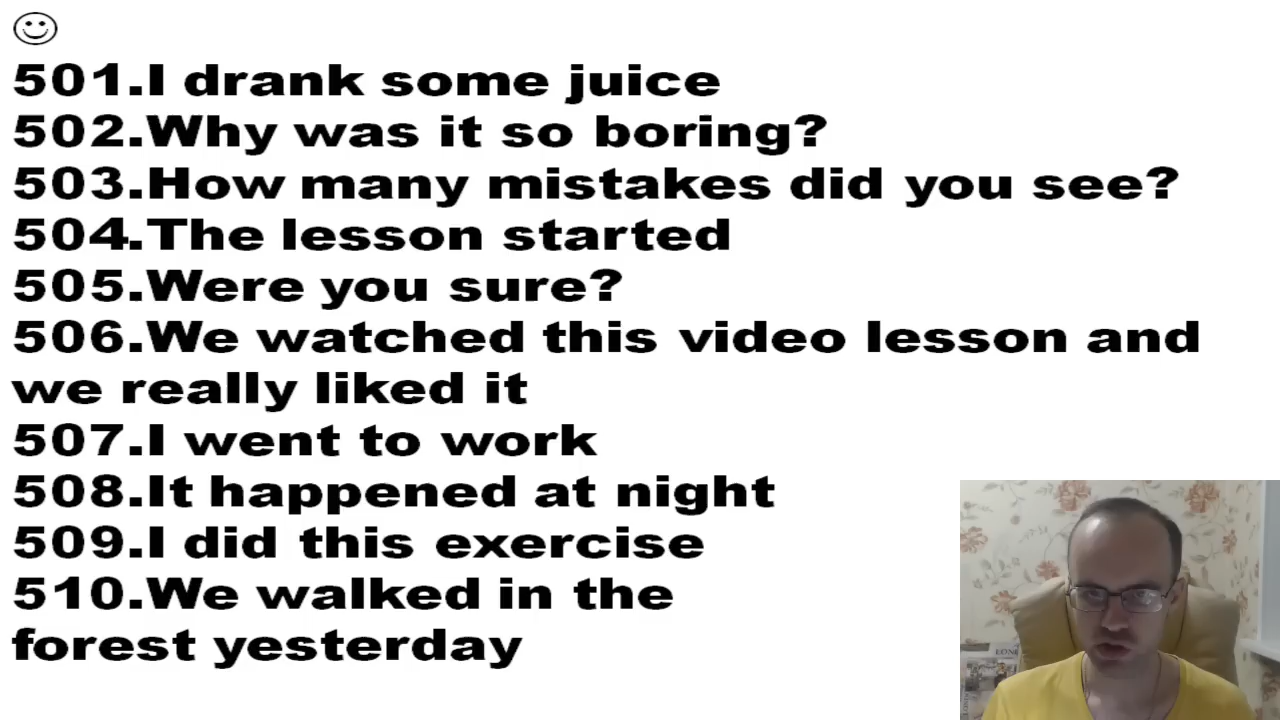 501.I drank some juice
502.Why was it so boring?
503.How many mistakes did you see?
504.The lesson started
505.Were you sure?
506.We watched this video lesson and
we really liked it
507.I went to work
508.It happened at night
509.I did this exercise
510.We walked in the
forest yesterday